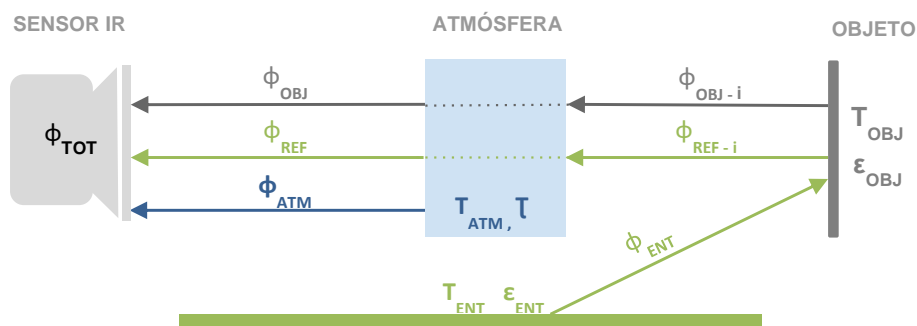 SENSOR IR
ATMÓSFERA
OBJETO
ϕOBJ
ϕOBJ - i
ϕTOT
ϕREF
ϕREF - i
TOBJ
εOBJ
ϕATM
TATM , τ
ϕENT
TENT εENT